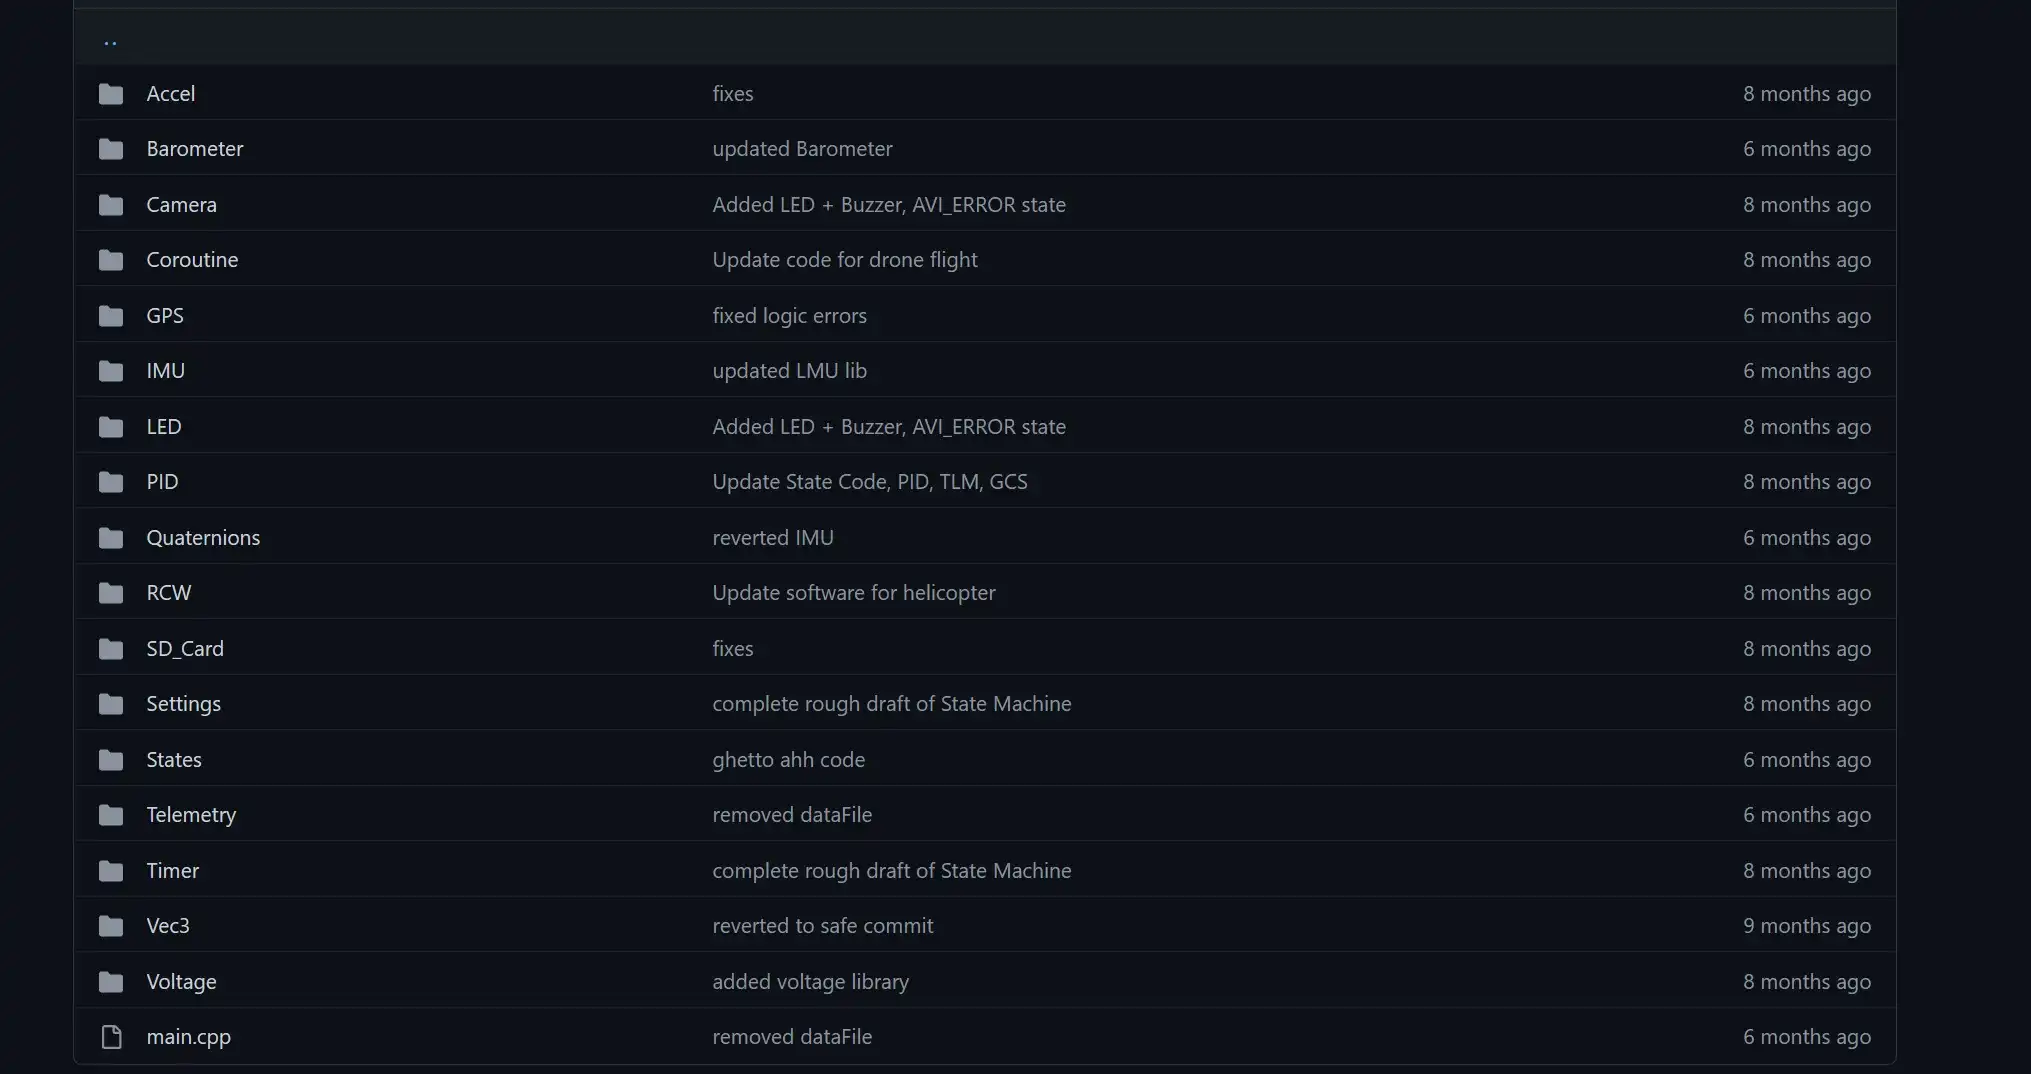 ..
Accel fixes 8 months ago
Barometer updated Barometer 6 months ago
Camera Added LED + Buzzer, AVI_ERROR state 8 months ago
Coroutine Update code for drone flight 8 months ago
GPS fixed logic errors 6 months ago
IMU updated LMU lib 6 months ago
LED Added LED + Buzzer, AVI_ERROR state 8 months ago
PID Update State Code, PID, TLM, GCS 8 months ago
Quaternions reverted IMU 6 months ago
RCW Update software for helicopter 8 months ago
SD_Card fixes 8 months ago
Settings complete rough draft of State Machine 8 months ago
States ghetto ahh code 6 months ago
Telemetry removed dataFile 6 months ago
Timer complete rough draft of State Machine 8 months ago
Vec3 reverted to safe commit 9 months ago
Voltage added voltage library 8 months ago
main.cpp removed dataFile 6 months ago